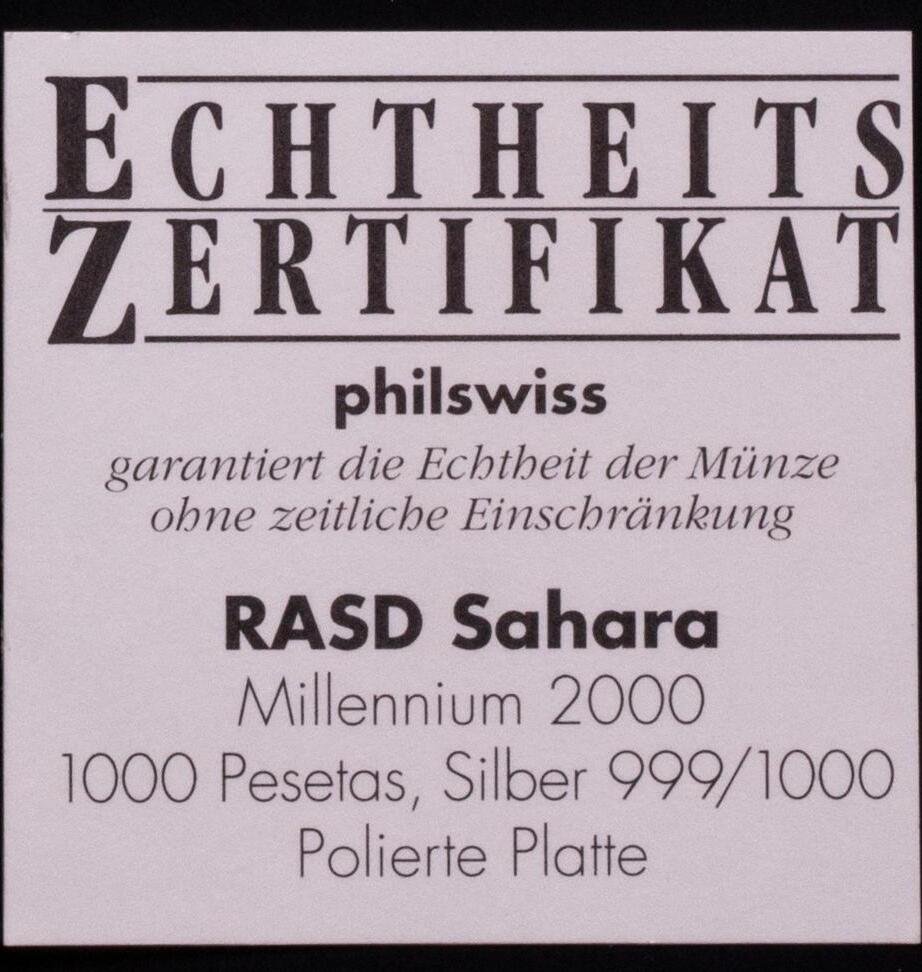 ECHTHEITS
ZERTIFIKAT
philswiss
garantiert die Echtheit der Münze
ohne zeitliche Einschränkung
RASD Sahara
Millennium 2000
1000 Pesetas, Silber 999/1000
Polierte Platte